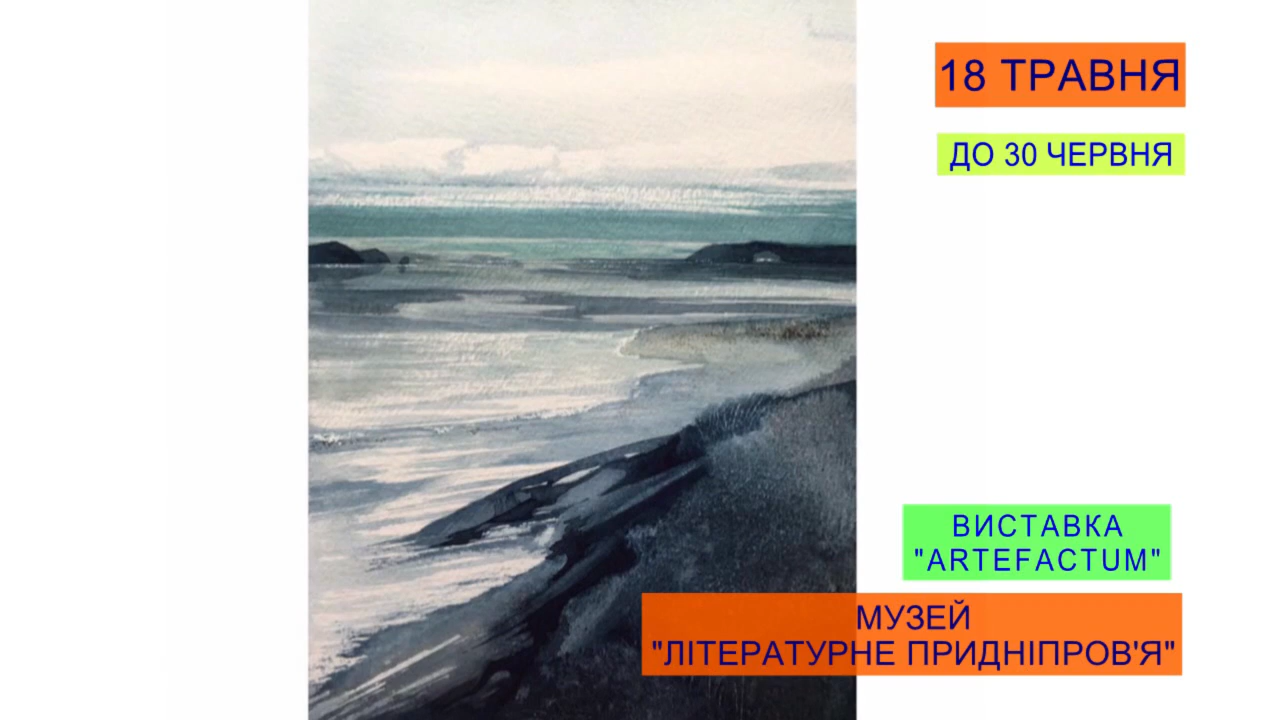 18 ТРАВНЯ
ДО 30 ЧЕРВНЯ
ВИСТАВКА
"ARTEFACTUM"
МУЗЕЙ
"ЛІТЕРАТУРНЕ ПРИДНІПРОВ'Я"